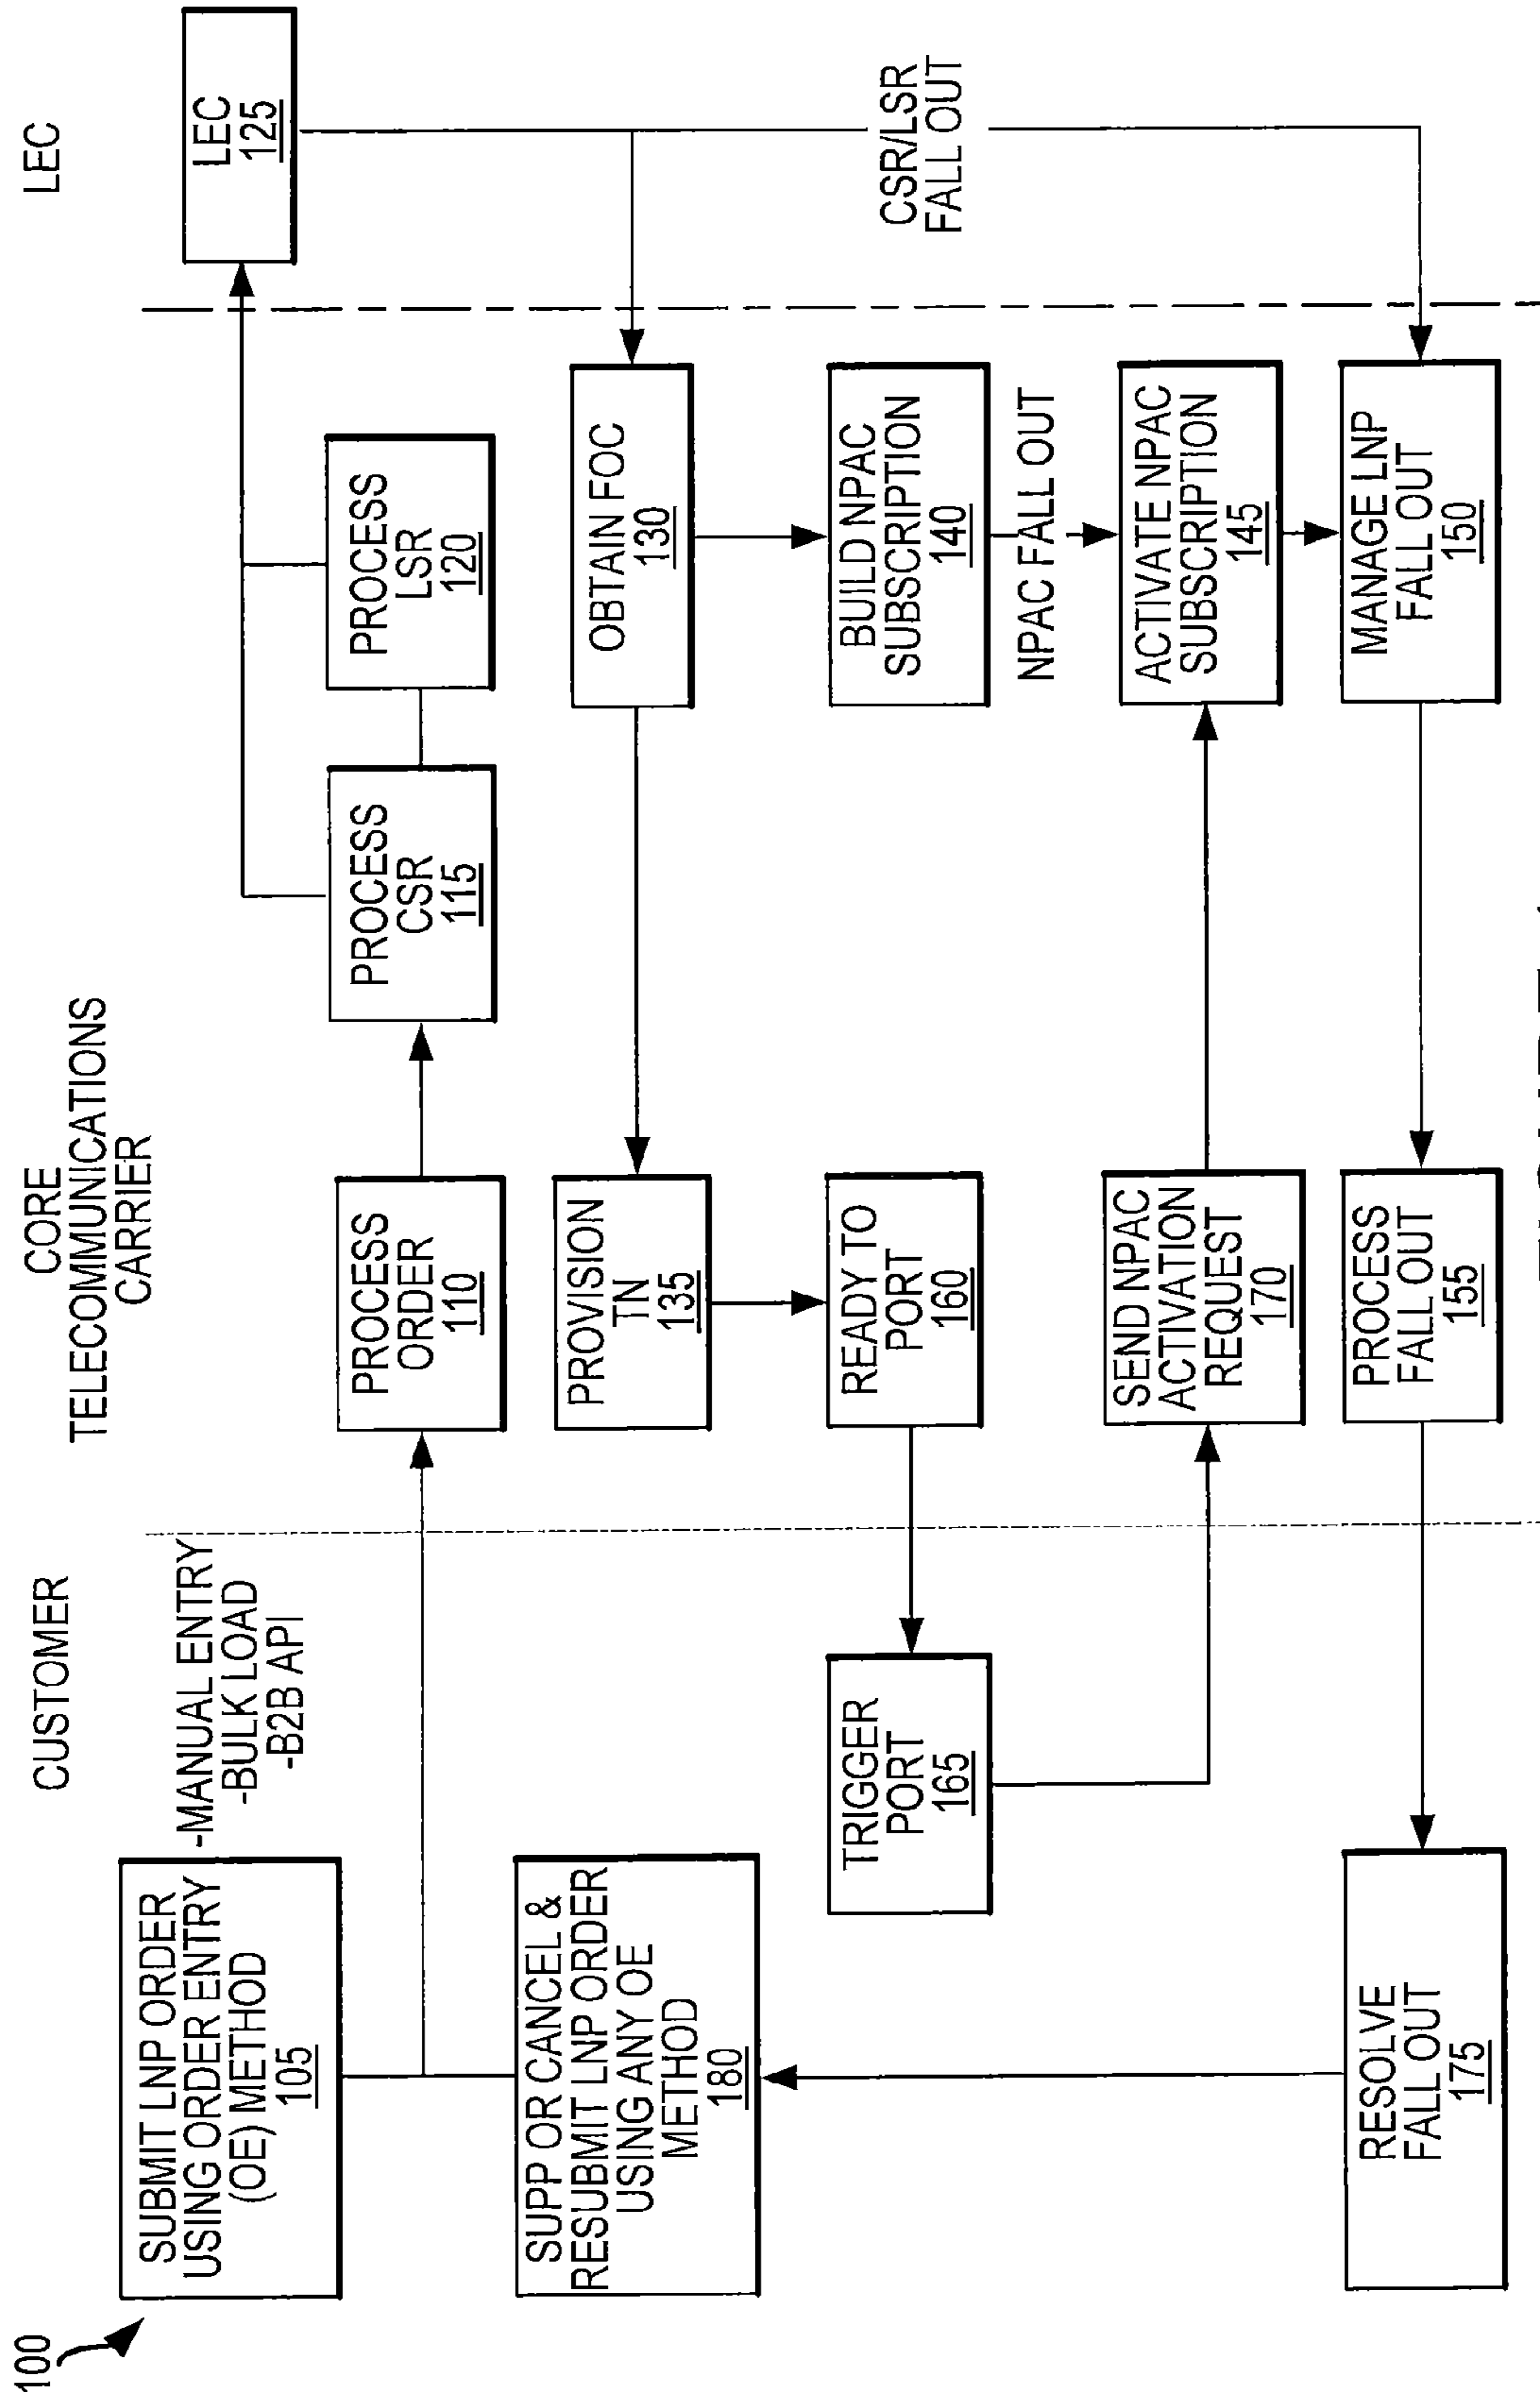 100
CUSTOMER
CORE
TELECOMMUNICATIONS
CARRIER
LEC
SUBMIT LNP ORDER
USING ORDER ENTRY
(OE) METHOD
105
-MANUAL ENTRY
-BULK LOAD
-B2B API
PROCESS
ORDER
110
PROCESS
CSR
115
PROCESS
LSR
120
LEC
125
SUPP OR CANCEL &
RESUBMIT LNP ORDER
USING ANY OE
METHOD
180
PROVISION
TN
135
OBTAIN FOC
130
TRIGGER
PORT
165
READY TO
PORT
160
BUILD NPAC
SUBSCRIPTION
140
CSR/LSR
FALL OUT
NPAC FALL OUT
SEND NPAC
ACTIVATION
REQUEST
170
ACTIVATE NPAC
SUBSCRIPTION
145
RESOLVE
FALL OUT
175
PROCESS
FALL OUT
155
MANAGE LNP
FALL OUT
150